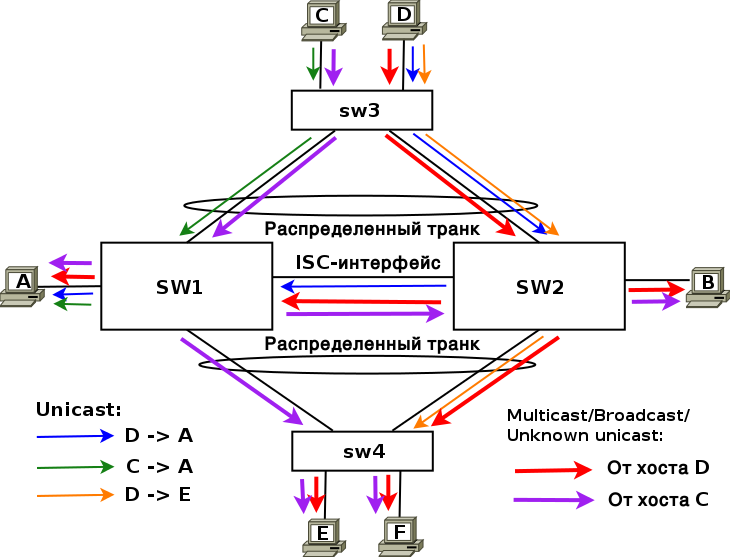 C
D
sw3
Распределенный транк
ISC-интерфейс
A
SW1
SW2
B
Распределенный транк
Unicast:
D -> A
C -> A
D -> E
sw4
Multicast/Broadcast/
Unknown unicast:
От хоста D
От хоста C
E
F